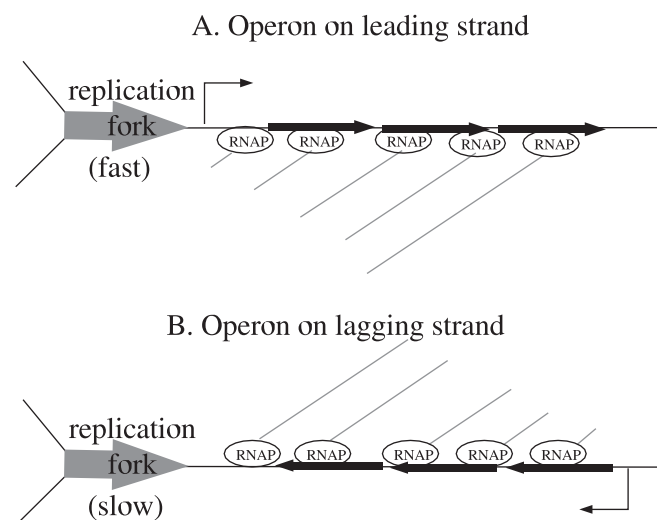 A. Operon on leading strand
replication
fork
(fast)
RNAP RNAP RNAP RNAP RNAP
B. Operon on lagging strand
replication
fork
(slow)
RNAP RNAP RNAP RNAP RNAP